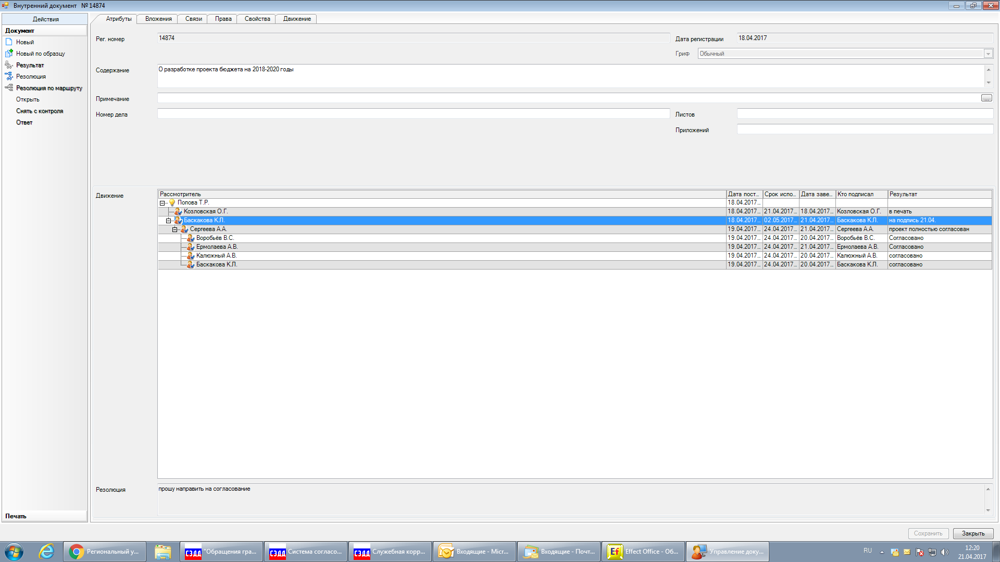 Внутренний документ № 14874
Действия
Документ
Новый
Новый по образцу
Результат
Резолюция
Резолюция по маршруту
Открыть
Снять с контроля
Ответ
Печать
Атрибуты Вложения Связи Права Свойства Движение
Рег. номер 14874 Дата регистрации 18.04.2017
Гриф Обычный
Содержание О разработке проекта бюджета на 2018-2020 годы
Примечание ...
Номер дела Листов
Приложений
Движение
Рассмотритель Дата пост... Срок испо... Дата заве... Кто подписал Результат
Попова Т.Р. 18.04.2017...
Козловская О.Г. 18.04.2017... 21.04.2017... 18.04.2017... Козловская О.Г. в печать
Баскакова К.Л. 18.04.2017... 02.05.2017... 21.04.2017... Баскакова К.Л. на подпись 21.04.
Сергеева А.А. 19.04.2017... 24.04.2017... 21.04.2017... Сергеева А.А. проект полностью согласован
Воробьёв В.С. 19.04.2017... 24.04.2017... 20.04.2017... Воробьёв В.С. Согласовано
Ермолаева А.В. 19.04.2017... 24.04.2017... 21.04.2017... Ермолаева А.В. Согласовано
Калюжный А.В. 19.04.2017... 24.04.2017... 20.04.2017... Калюжный А.В. согласовано
Баскакова К.Л. 19.04.2017... 24.04.2017... 20.04.2017... Баскакова К.Л. согласовано
Резолюция прошу направить на согласование
Сохранить Закрыть
Региональный у... СЭДД "Обращения гра... СЭДД Система согласо... СЭДД Служебная корр... Входящие - Micr... Входящие - Почт... Ef Effect Office - Об... Управление доку... RU 12:20
21.04.2017